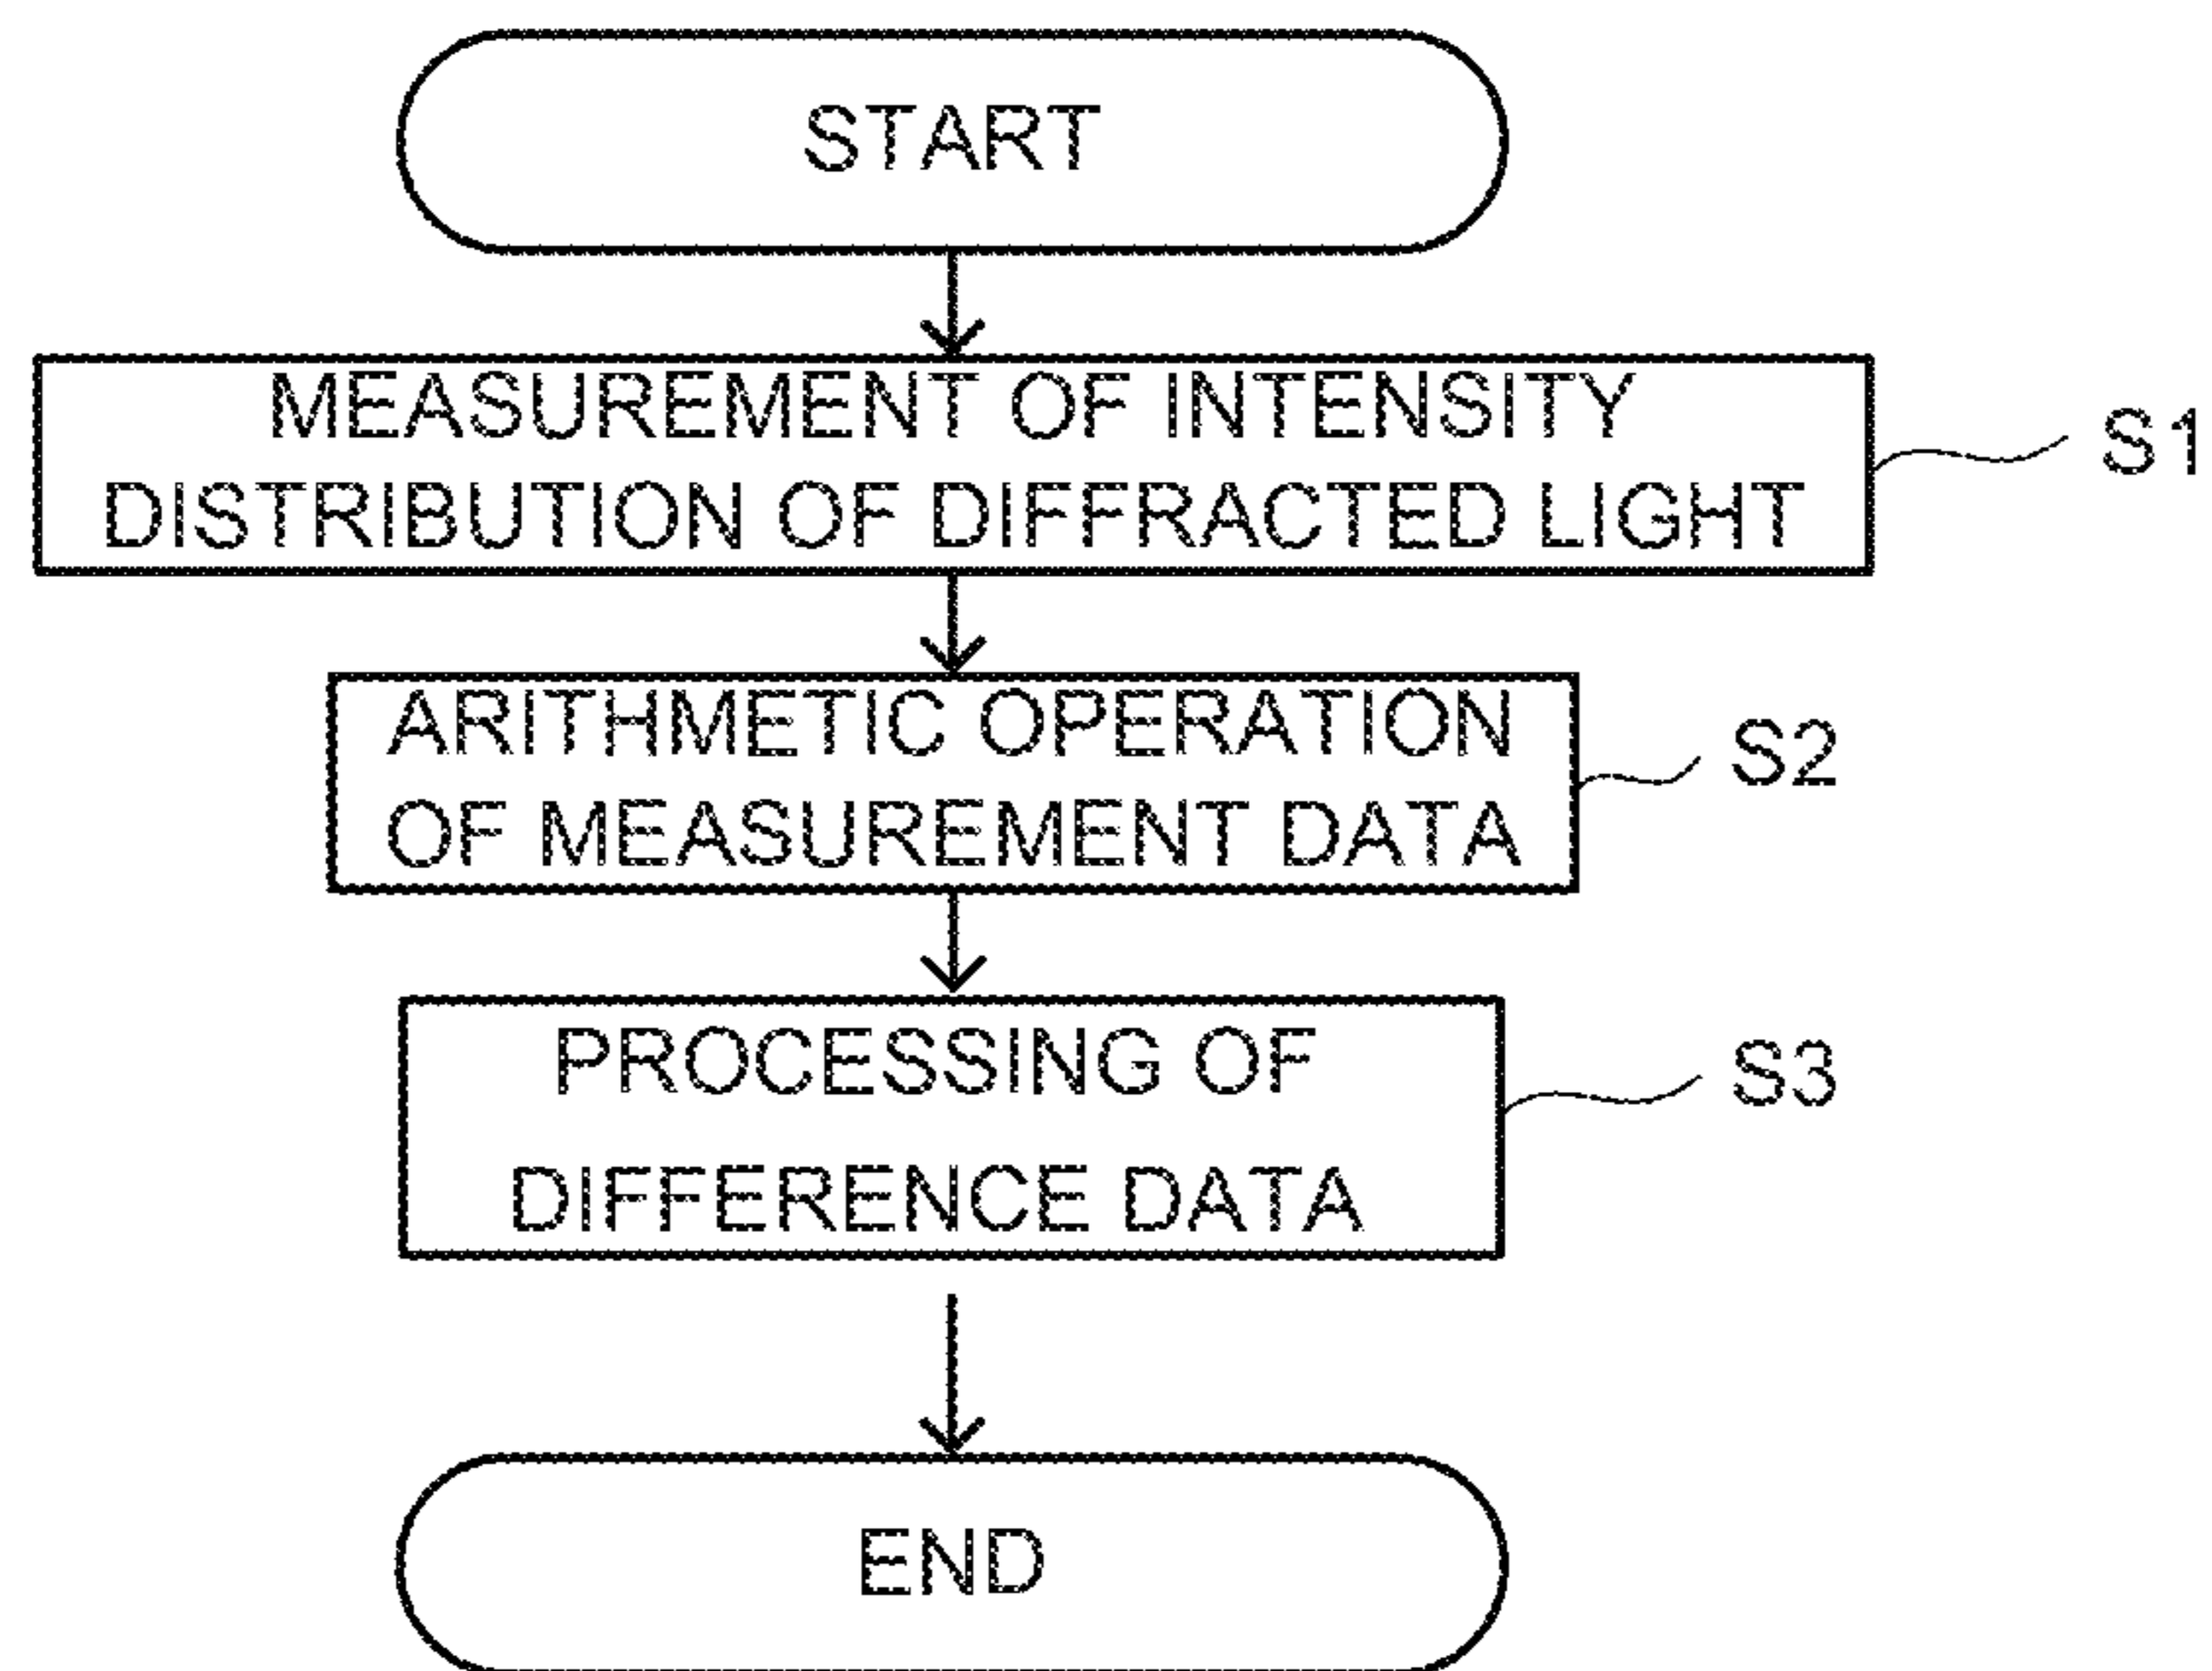 START
MEASUREMENT OF INTENSITY
DISTRIBUTION OF DIFFRACTED LIGHT
S1
ARITHMETIC OPERATION
OF MEASUREMENT DATA
S2
PROCESSING OF
DIFFERENCE DATA
S3
END